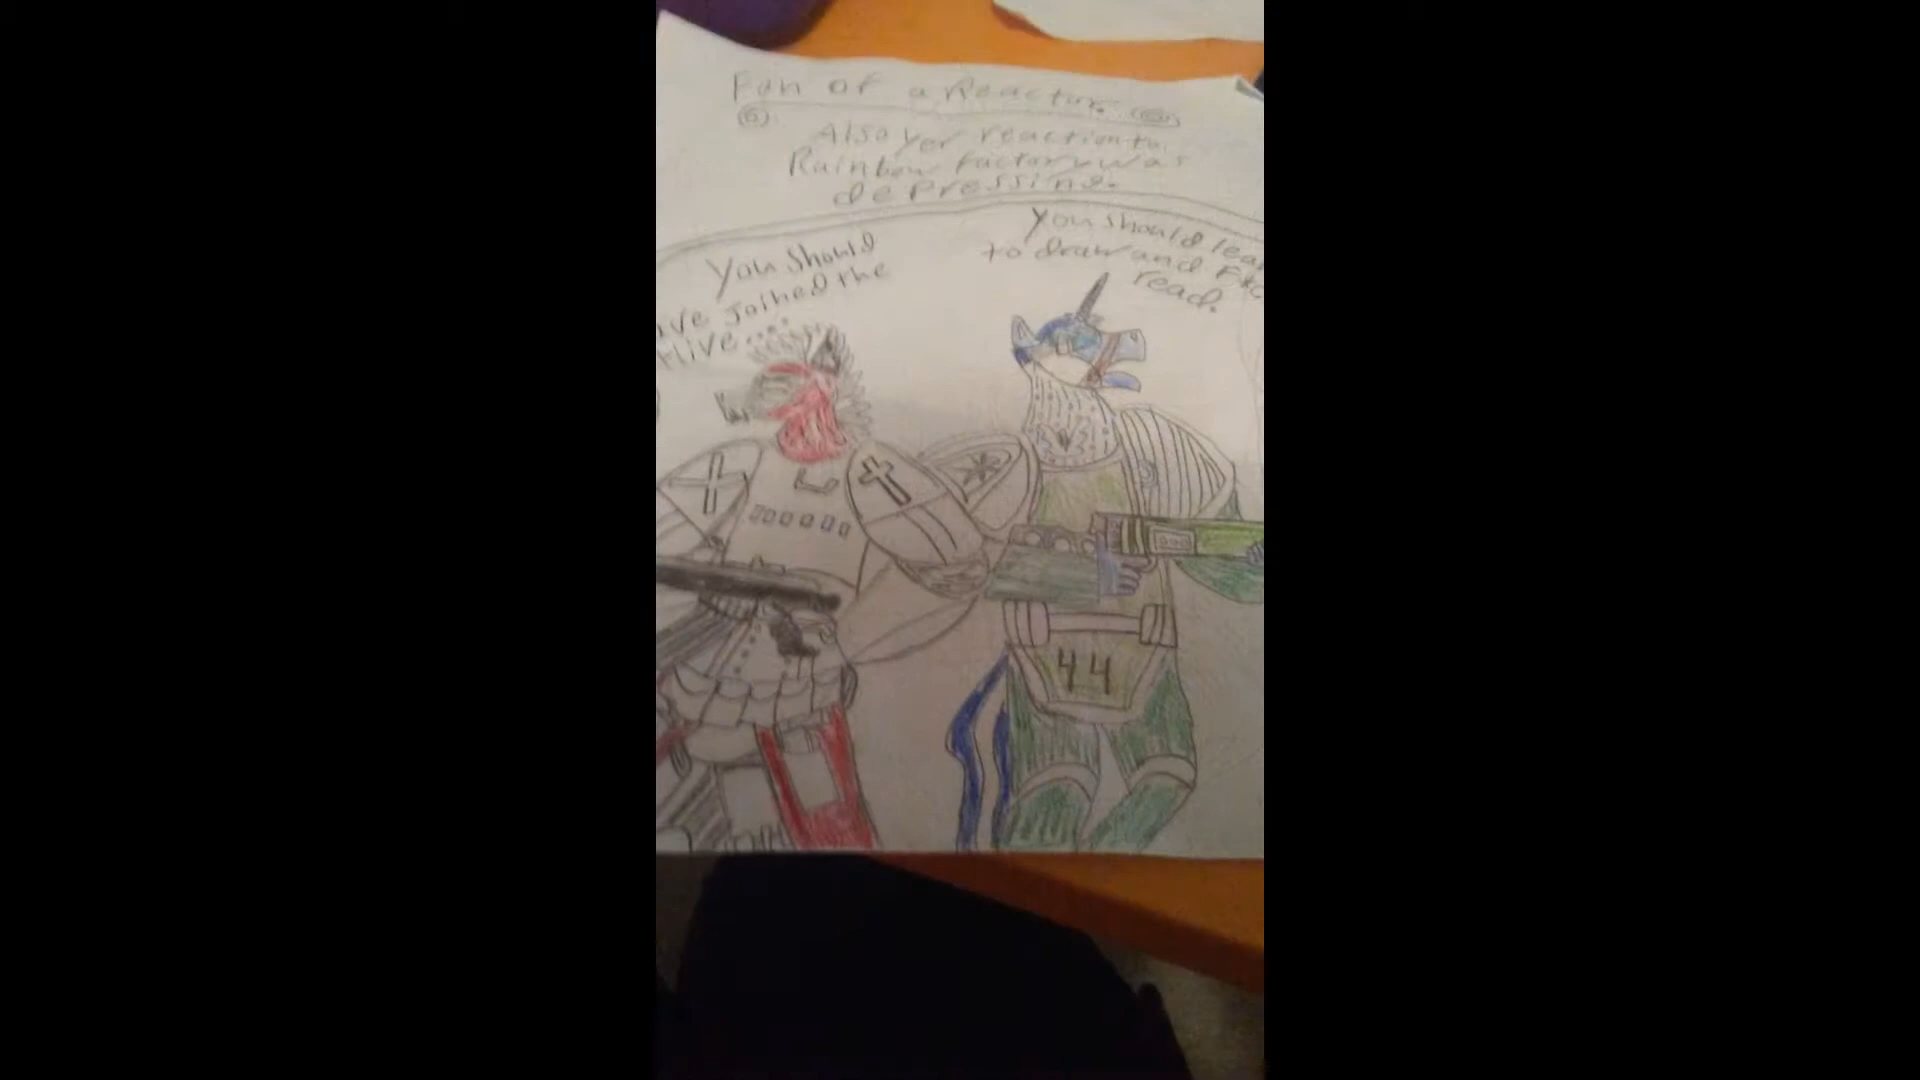 Fan of a Reactor.
Also yer reaction to
Rainbow Factory was
depressing.
You should
ve joined the
Hive....
You should lea
to draw and
read.
44